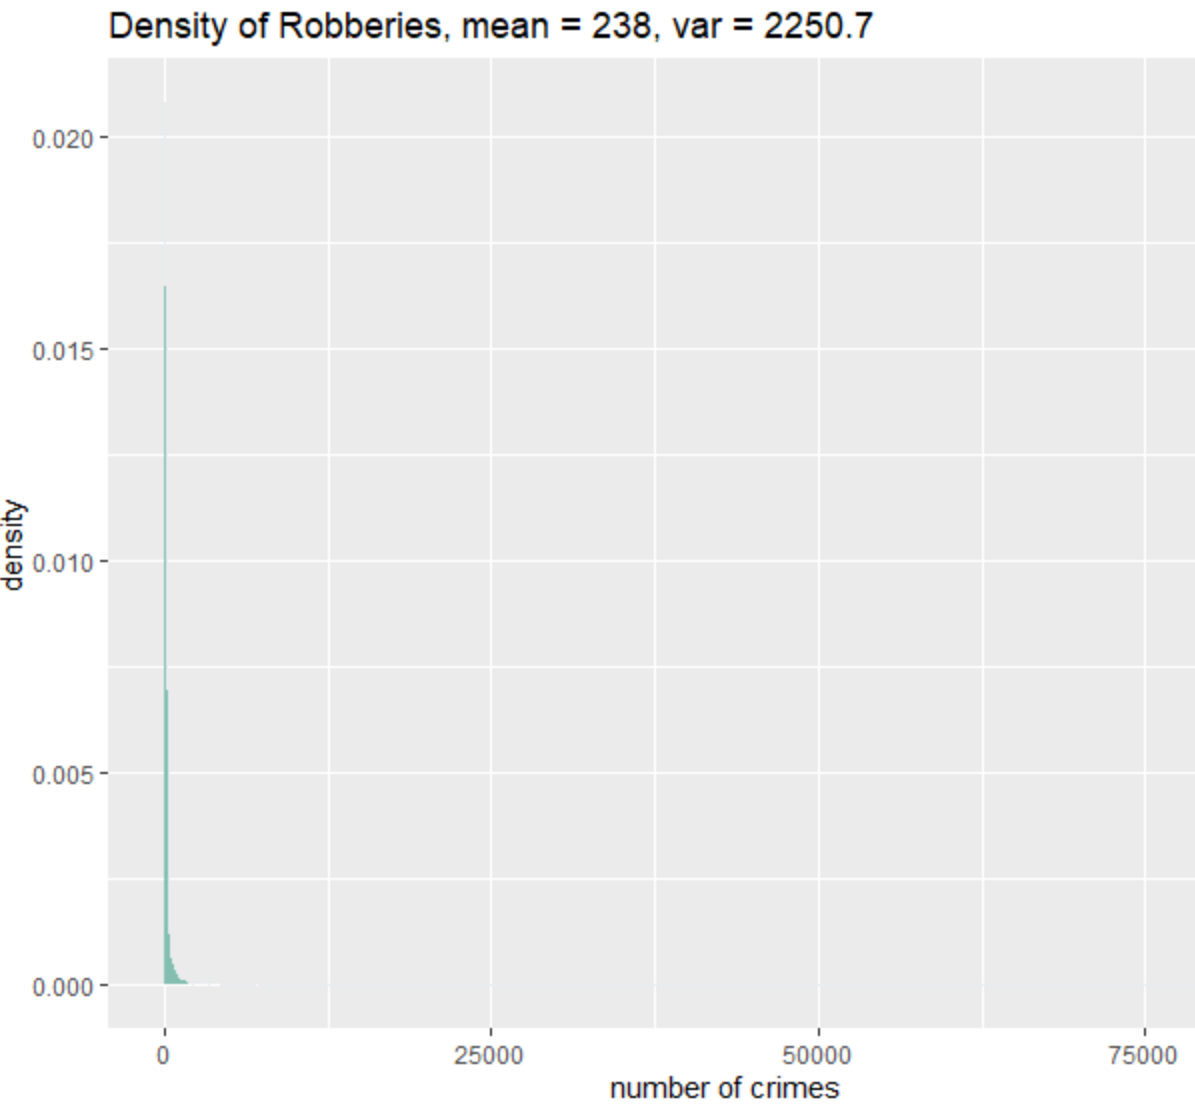 Density of Robberies, mean = 238, var = 2250.7
0.020
0.015
0.010
0.005
0.000
density
0 25000 50000 75000
number of crimes